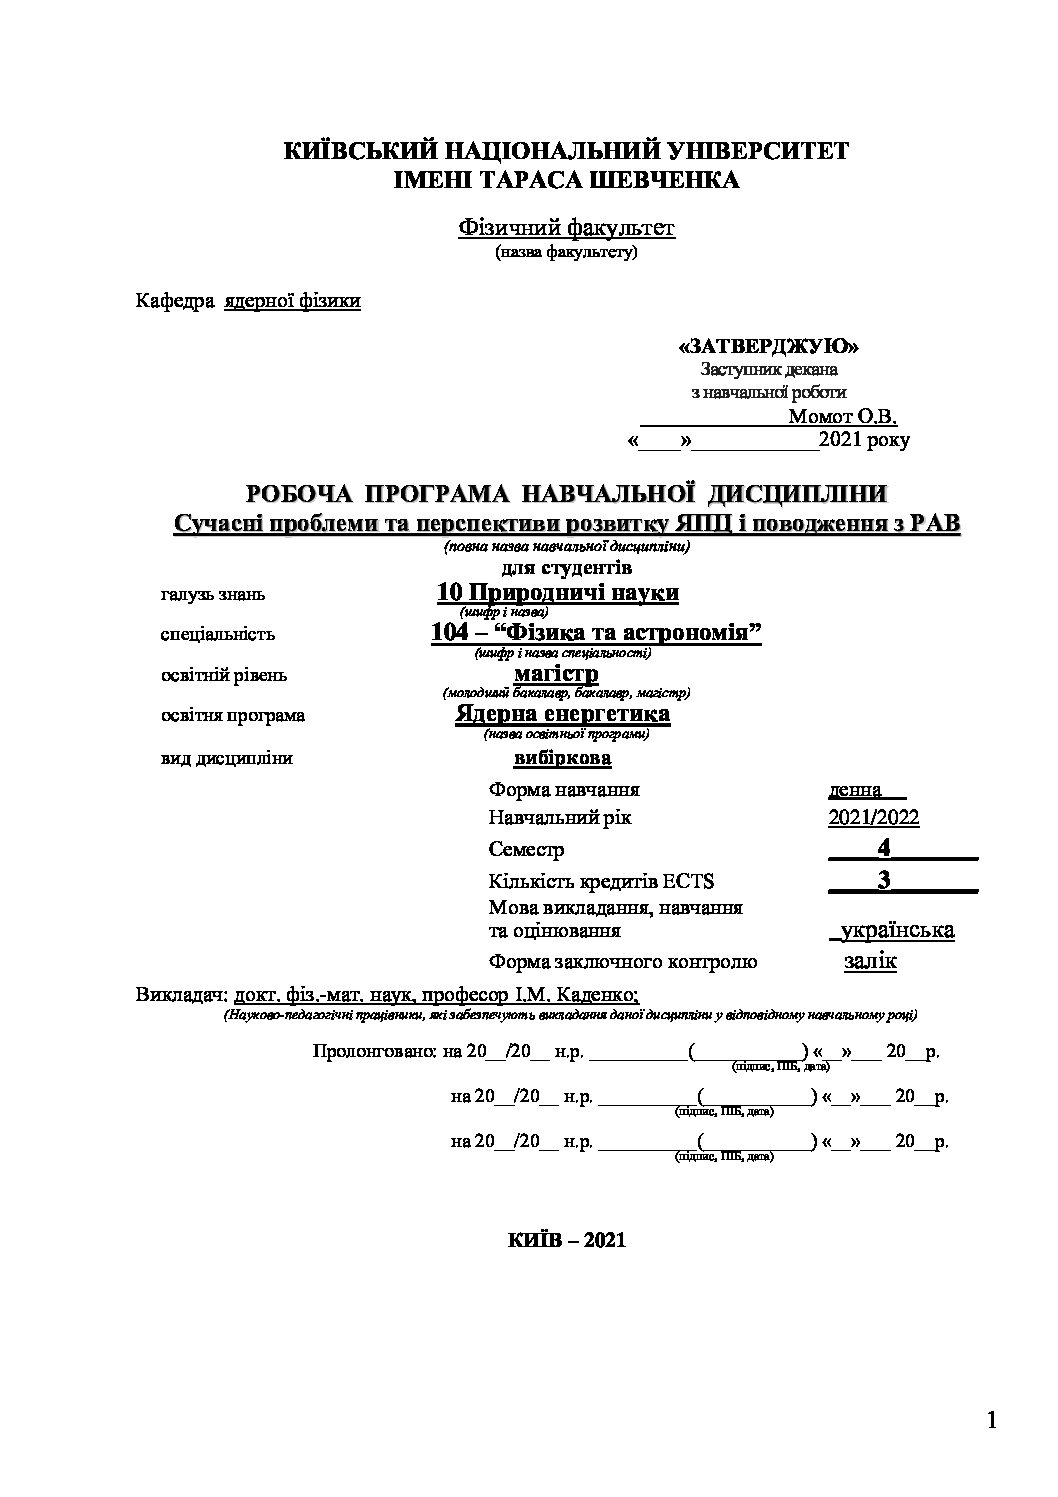 КИЇВСЬКИЙ НАЦІОНАЛЬНИЙ УНІВЕРСИТЕТ
ІМЕНІ ТАРАСА ШЕВЧЕНКА
Фізичний факультет
(назва факультету)
Кафедра ядерної фізики
«ЗАТВЕРДЖУЮ»
Заступник декана
з навчальної роботи
______________Момот О.В.
«____»____________2021 року
РОБОЧА ПРОГРАМА НАВЧАЛЬНОЇ ДИСЦИПЛІНИ
Сучасні проблеми та перспективи розвитку ЯПЦ і поводження з РАВ
(повна назва навчальної дисципліни)
для студентів
галузь знань 10 Природничі науки
(шифр і назва)
спеціальність 104 – “Фізика та астрономія”
(шифр і назва спеціальності)
освітній рівень магістр
(молодший бакалавр, бакалавр, магістр)
освітня програма Ядерна енергетика
(назва освітньої програми)
вид дисципліни вибіркова
Форма навчання денна
Навчальний рік 2021/2022
Семестр 4
Кількість кредитів ECTS 3
Мова викладання, навчання
та оцінювання українська
Форма заключного контролю залік
Викладач: докт. фіз.-мат. наук, професор І.М. Каденко;
(Науково-педагогічні працівники, які забезпечують викладання даної дисципліни у відповідному навчальному році)
Пролонговано: на 20__/20__ н.р. __________(___________) «__»___ 20__р.
(підпис, ПІБ, дата)
на 20__/20__ н.р. __________(___________) «__»___ 20__р.
(підпис, ПІБ, дата)
на 20__/20__ н.р. __________(___________) «__»___ 20__р.
(підпис, ПІБ, дата)
КИЇВ – 2021
1